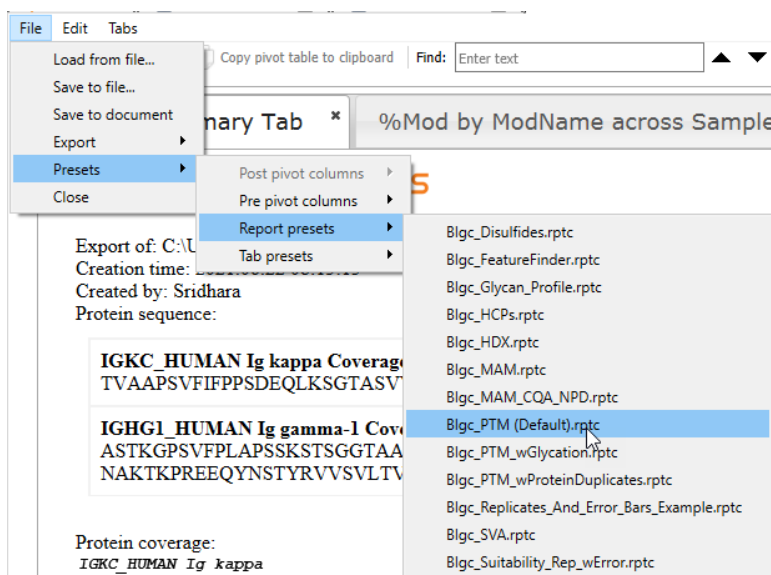 File Edit Tabs
Load from file...
Copy pivot table to clipboard Find: Enter text
Save to file...
Save to document
Export
mary Tab × %Mod by ModName across Sample
Presets
Close
Post pivot columns
Pre pivot columns
Report presets
Tab presets
Blgc_Disulfides.rptc
Blgc_FeatureFinder.rptc
Blgc_Glycan_Profile.rptc
Blgc_HCPs.rptc
Blgc_HDX.rptc
Blgc_MAM.rptc
Blgc_MAM_CQA_NPD.rptc
Blgc_PTM (Default).rptc
Blgc_PTM_wGlycation.rptc
Blgc_PTM_wProteinDuplicates.rptc
Blgc_Replicates_And_Error_Bars_Example.rptc
Blgc_SVA.rptc
Blgc_Suitability_Rep_wError.rptc
Export of: C:\U
Creation time:
Created by: Sridhara
Protein sequence:
IGKC_HUMAN Ig kappa Coverage
TVAAPSVFIFPPSDEQLKSGTASV
IGHG1_HUMAN Ig gamma-1 Cov
ASTKGPSVFPLAPSSKSTSGGTAA
NAKTKPREEQYNSTYRVVSVLTV
Protein coverage:
IGKC_HUMAN Ig kappa